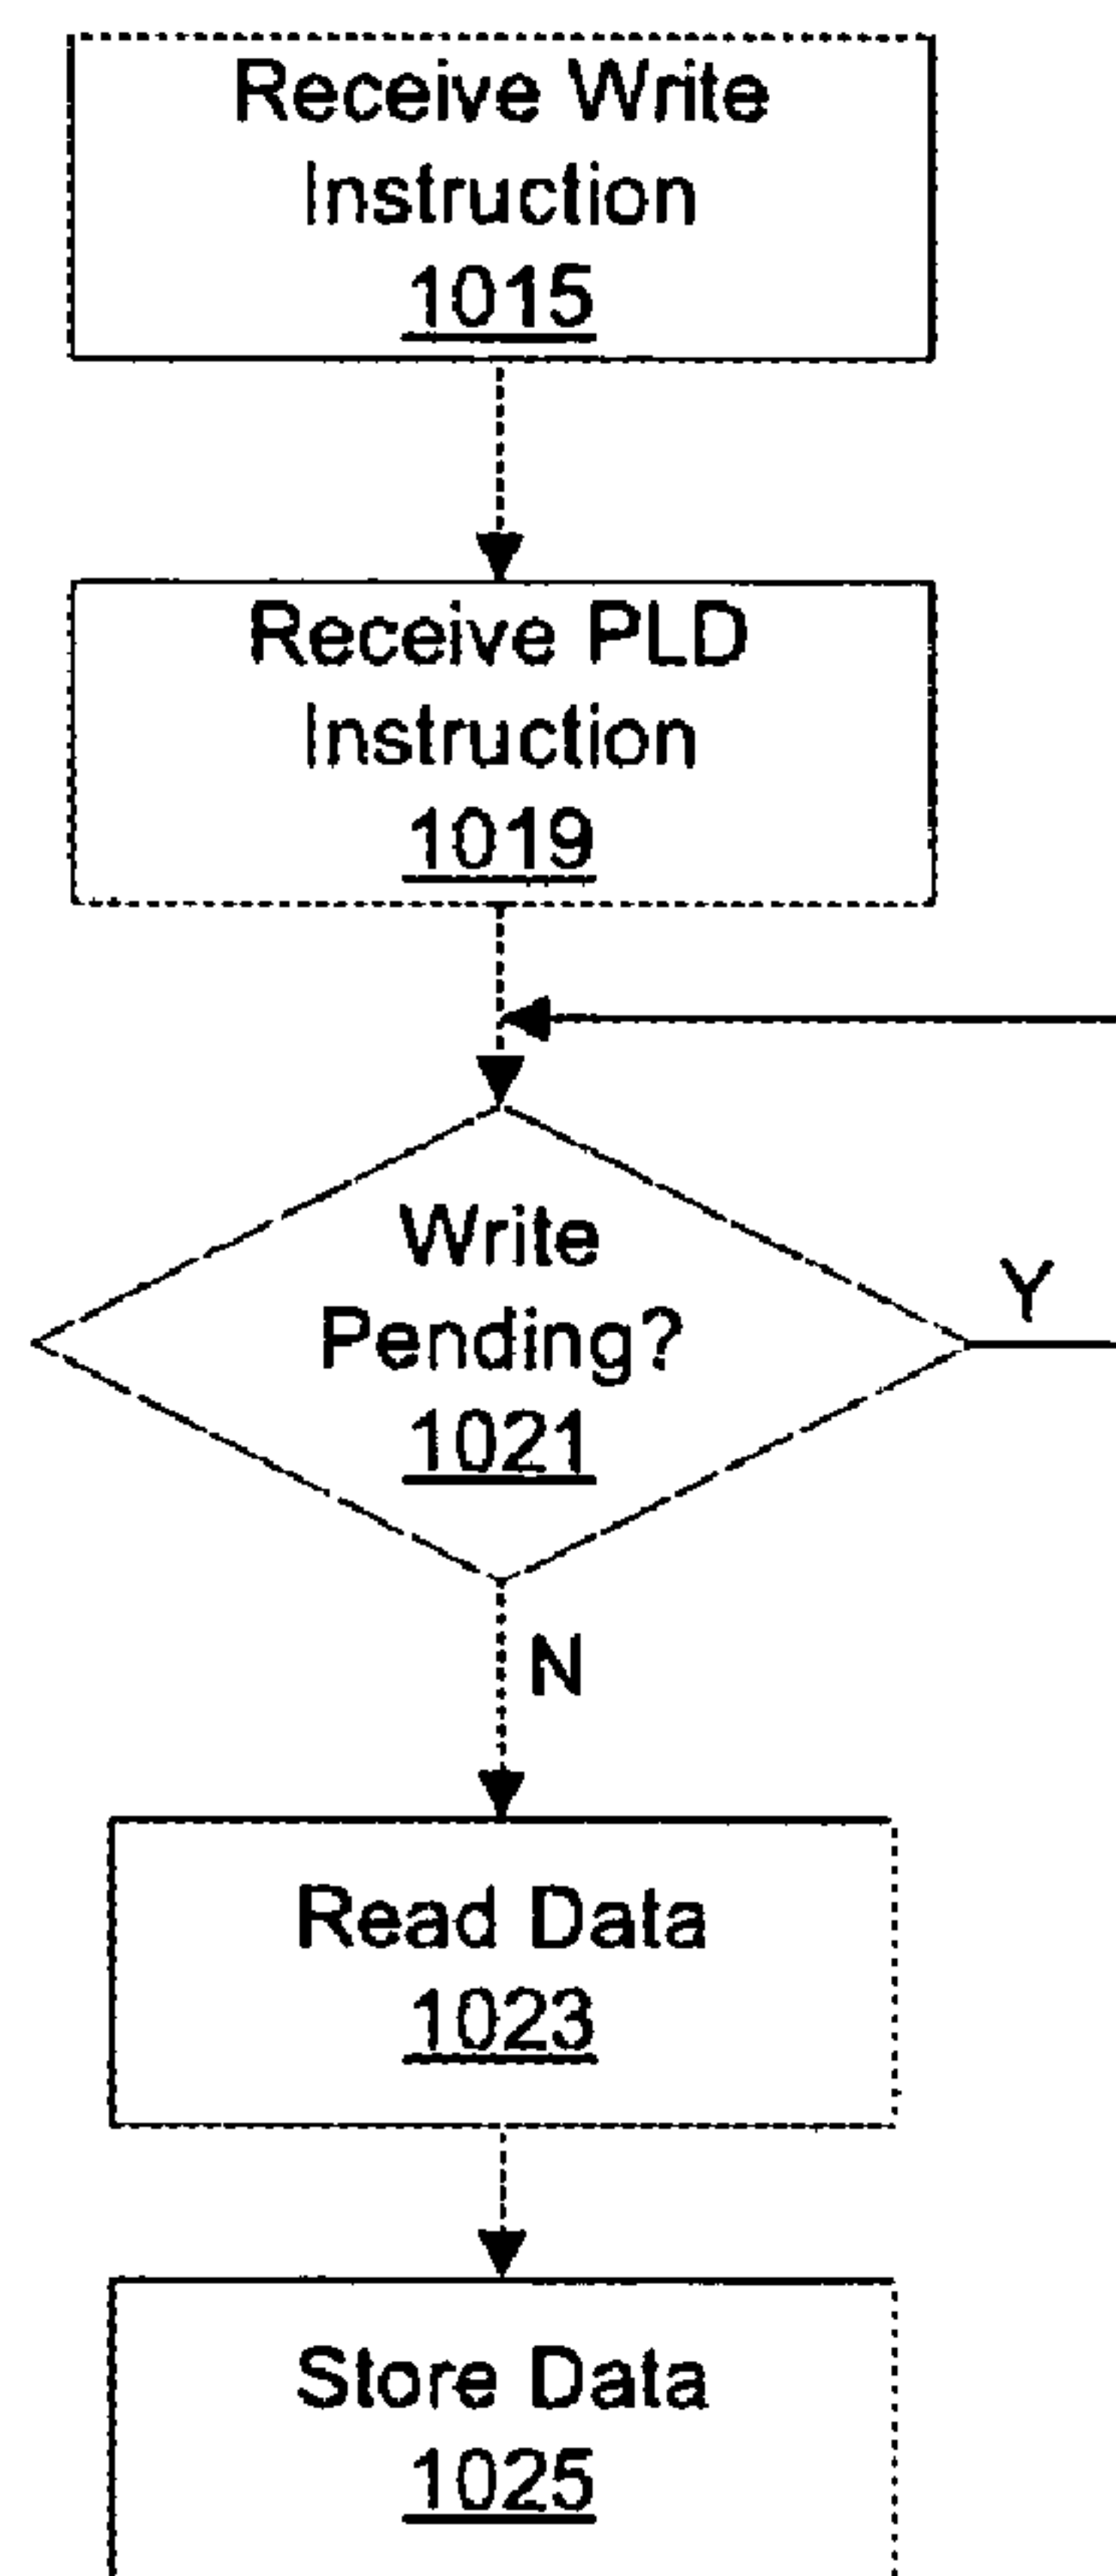 Receive Write
Instruction
1015
Receive PLD
Instruction
1019
Write
Pending?
1021
Y
N
Read Data
1023
Store Data
1025